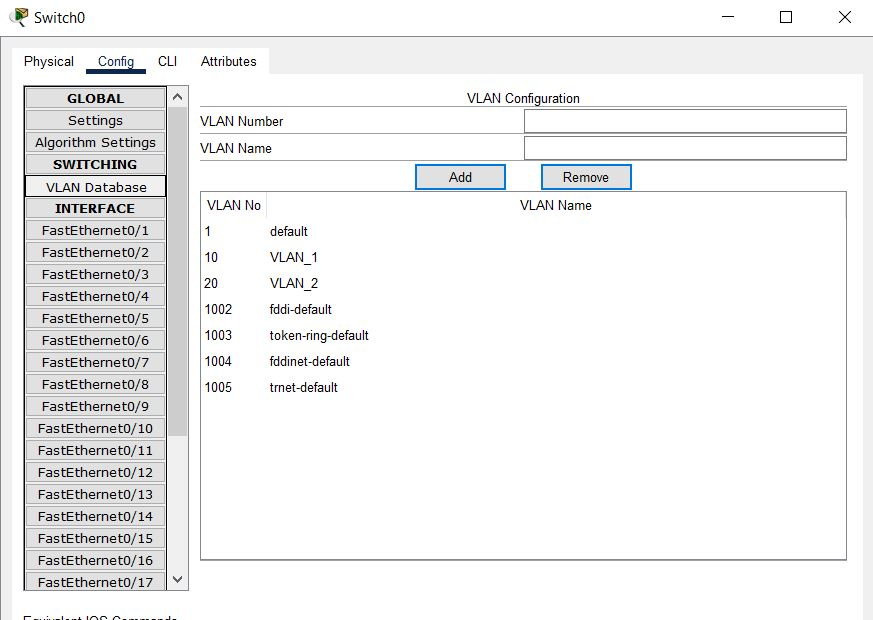 Switch0
Physical Config CLI Attributes
GLOBAL
Settings
Algorithm Settings
SWITCHING
VLAN Database
INTERFACE
FastEthernet0/1
FastEthernet0/2
FastEthernet0/3
FastEthernet0/4
FastEthernet0/5
FastEthernet0/6
FastEthernet0/7
FastEthernet0/8
FastEthernet0/9
FastEthernet0/10
FastEthernet0/11
FastEthernet0/12
FastEthernet0/13
FastEthernet0/14
FastEthernet0/15
FastEthernet0/16
FastEthernet0/17
VLAN Configuration
VLAN Number
VLAN Name
Add Remove
VLAN No VLAN Name
1 default
10 VLAN_1
20 VLAN_2
1002 fddi-default
1003 token-ring-default
1004 fddinet-default
1005 trnet-default
Equivalent IOS Commands